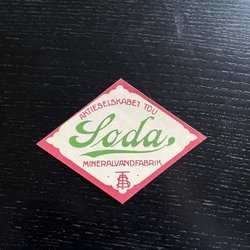 AKTIESELSKABET TOU
Soda
MINERALVANDFABRIK